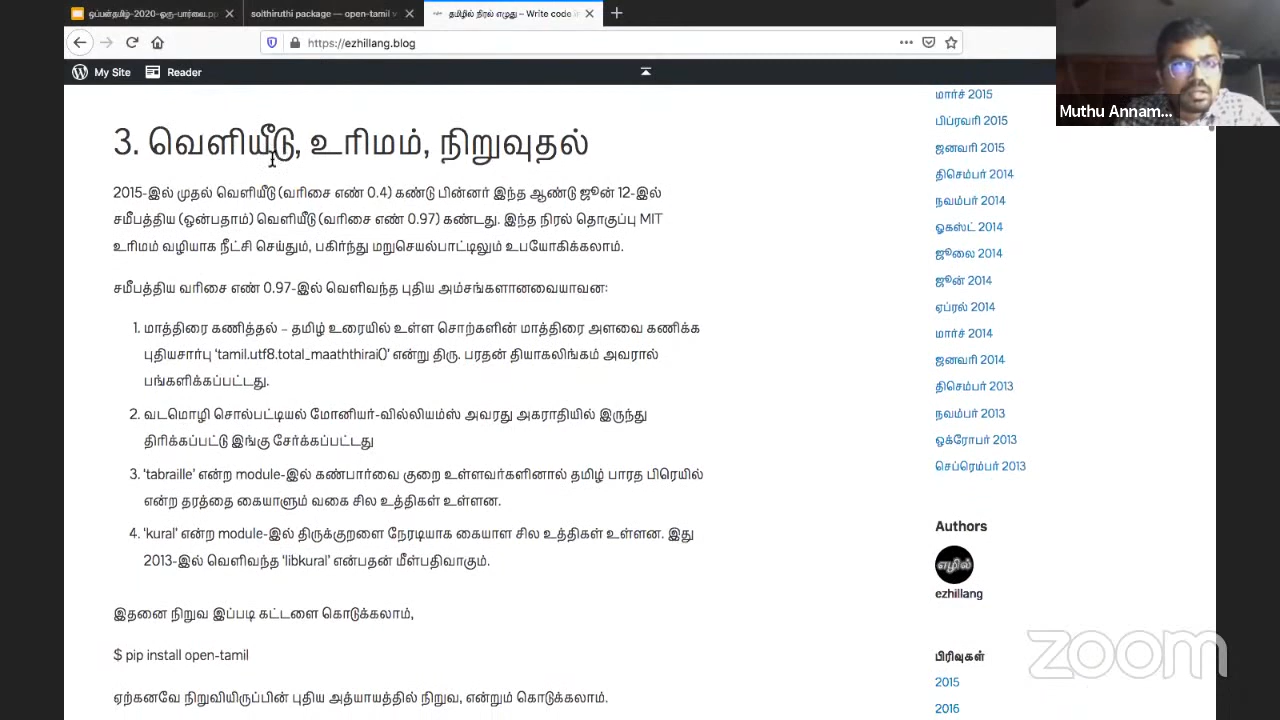 ஒப்பன்தமிழ்-2020-ஒரு-பார்வை.pp
solthiruthi package — open-tamil v
தமிழில் நிரல் எழுது – Write code i
https://ezhillang.blog
My Site
Reader
Muthu Annam...
3. வெளியீடு, உரிமம், நிறுவுதல்
2015-இல் முதல் வெளியீடு (வரிசை எண் 0.4) கண்டு பின்னர் இந்த ஆண்டு ஜூன் 12-இல்
சமீபத்திய (ஒன்பதாம்) வெளியீடு (வரிசை எண் 0.97) கண்டது. இந்த நிரல் தொகுப்பு MIT
உரிமம் வழியாக நீட்சி செய்தும், பகிர்ந்து மறுசெயல்பாட்டிலும் உபயோகிக்கலாம்.
சமீபத்திய வரிசை எண் 0.97-இல் வெளிவந்த புதிய அம்சங்களானவையாவன:
1. மாத்திரை கணித்தல் – தமிழ் உரையில் உள்ள சொற்களின் மாத்திரை அளவை கணிக்க
புதியசார்பு ‘tamil.utf8.total_maaththirai()’ என்று திரு. பரதன் தியாகலிங்கம் அவரால்
பங்களிக்கப்பட்டது.
2. வடமொழி சொல்பட்டியல் மோனியர்-வில்லியம்ஸ் அவரது அகராதியில் இருந்து
திரிக்கப்பட்டு இங்கு சேர்க்கப்பட்டது
3. ‘tabraille’ என்ற module-இல் கண்பார்வை குறை உள்ளவர்களினால் தமிழ் பாரத பிரெயில்
என்ற தரத்தை கையாளும் வகை சில உத்திகள் உள்ளன.
4. ‘kural’ என்ற module-இல் திருக்குறளை நேரடியாக கையாள சில உத்திகள் உள்ளன. இது
2013-இல் வெளிவந்த ‘libkural’ என்பதன் மீள்பதிவாகும்.
இதனை நிறுவ இப்படி கட்டளை கொடுக்கலாம்,
$ pip install open-tamil
ஏற்கனவே நிறுவியிருப்பின் புதிய அத்யாயத்தில் நிறுவ, என்றும் கொடுக்கலாம்.
மார்ச் 2015
பிப்ரவரி 2015
ஜனவரி 2015
திசெம்பர் 2014
நவம்பர் 2014
ஓகஸ்ட் 2014
ஜூலை 2014
ஜூன் 2014
ஏப்ரல் 2014
மார்ச் 2014
ஜனவரி 2014
திசெம்பர் 2013
நவம்பர் 2013
ஒக்ரோபர் 2013
செப்ரெம்பர் 2013
Authors
எழில்
ezhillang
பிரிவுகள்
2015
2016
zoom